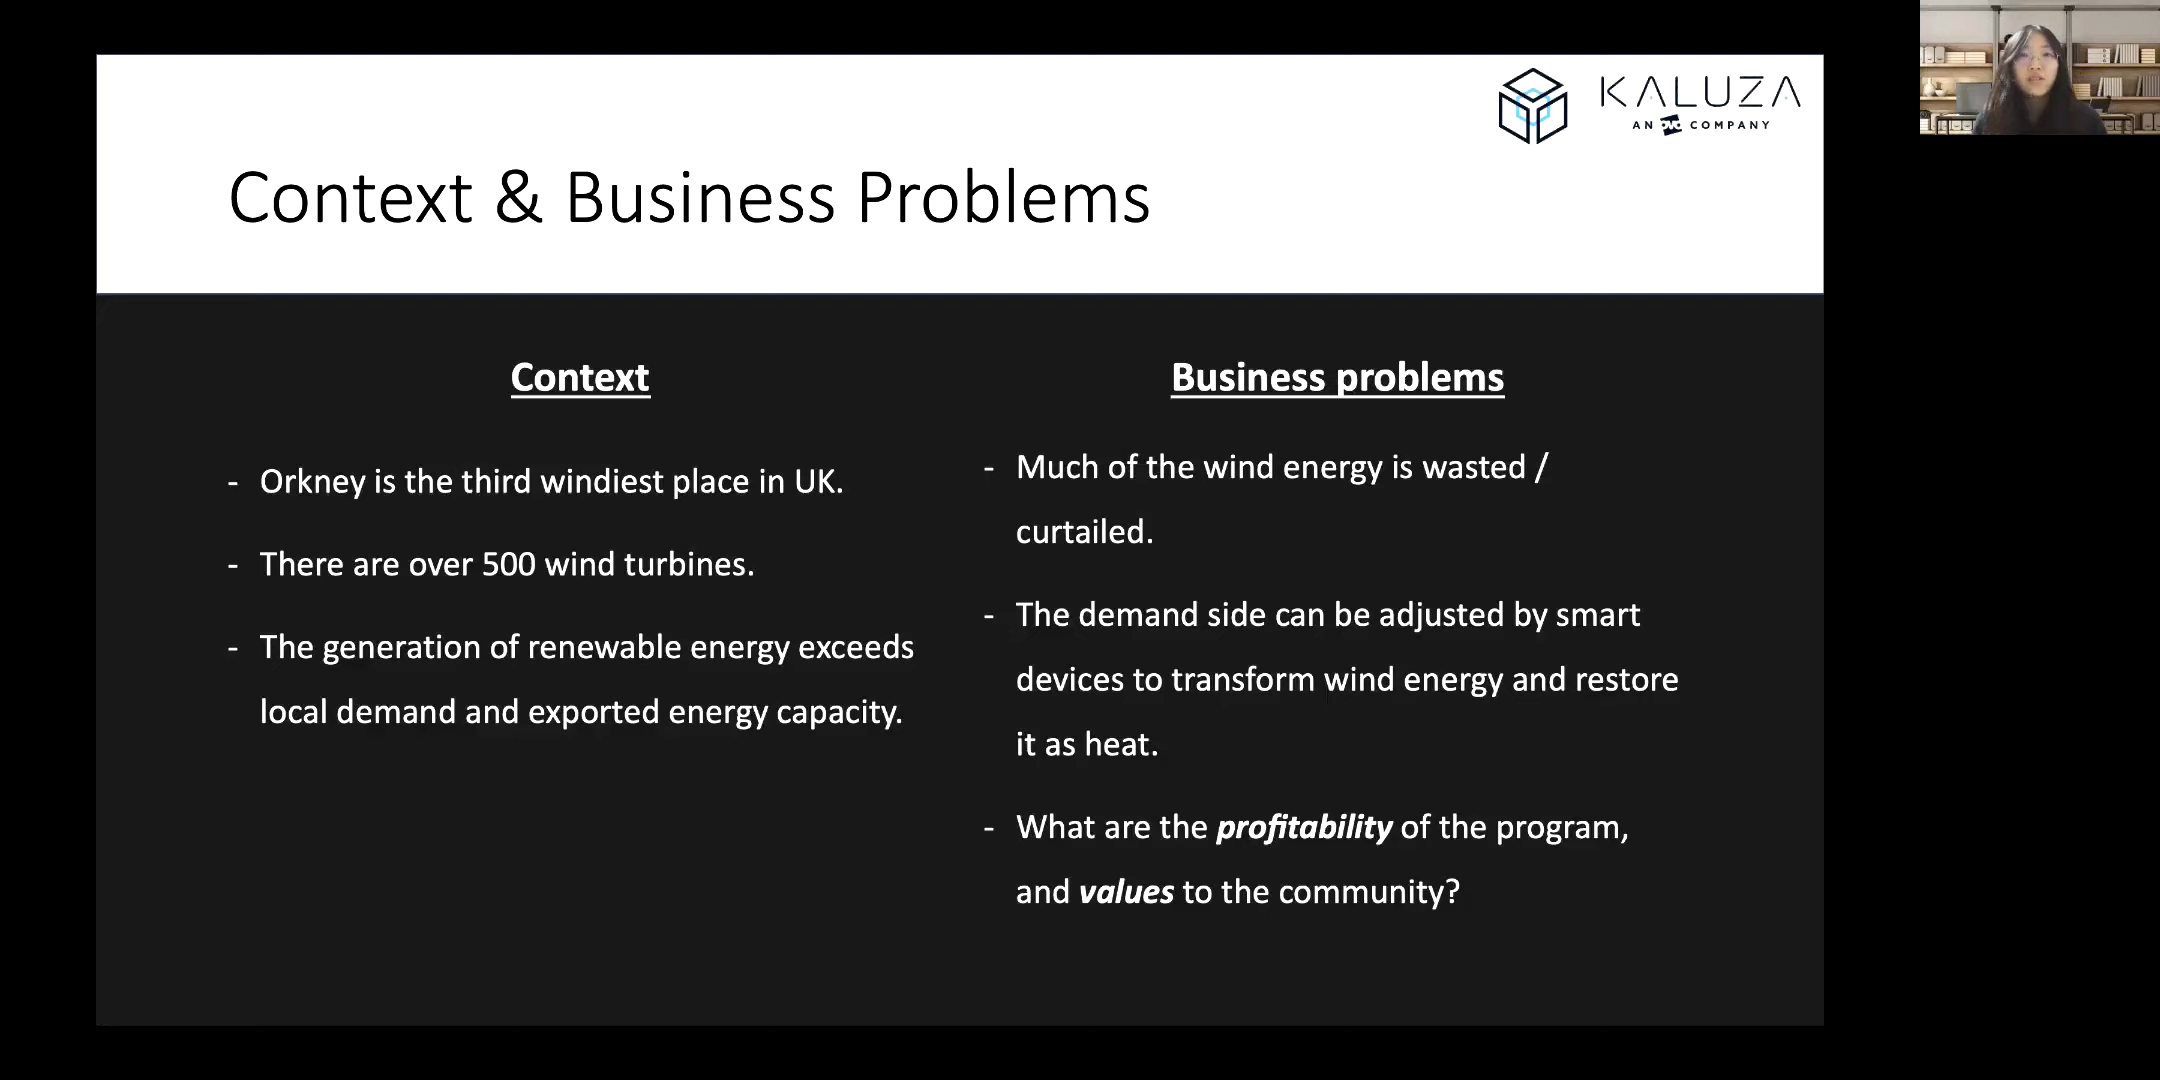 KALUZA
AN OVO COMPANY
Context & Business Problems
Context
- Orkney is the third windiest place in UK.
- There are over 500 wind turbines.
- The generation of renewable energy exceeds
local demand and exported energy capacity.
Business problems
- Much of the wind energy is wasted /
curtailed.
- The demand side can be adjusted by smart
devices to transform wind energy and restore
it as heat.
- What are the profitability of the program,
and values to the community?